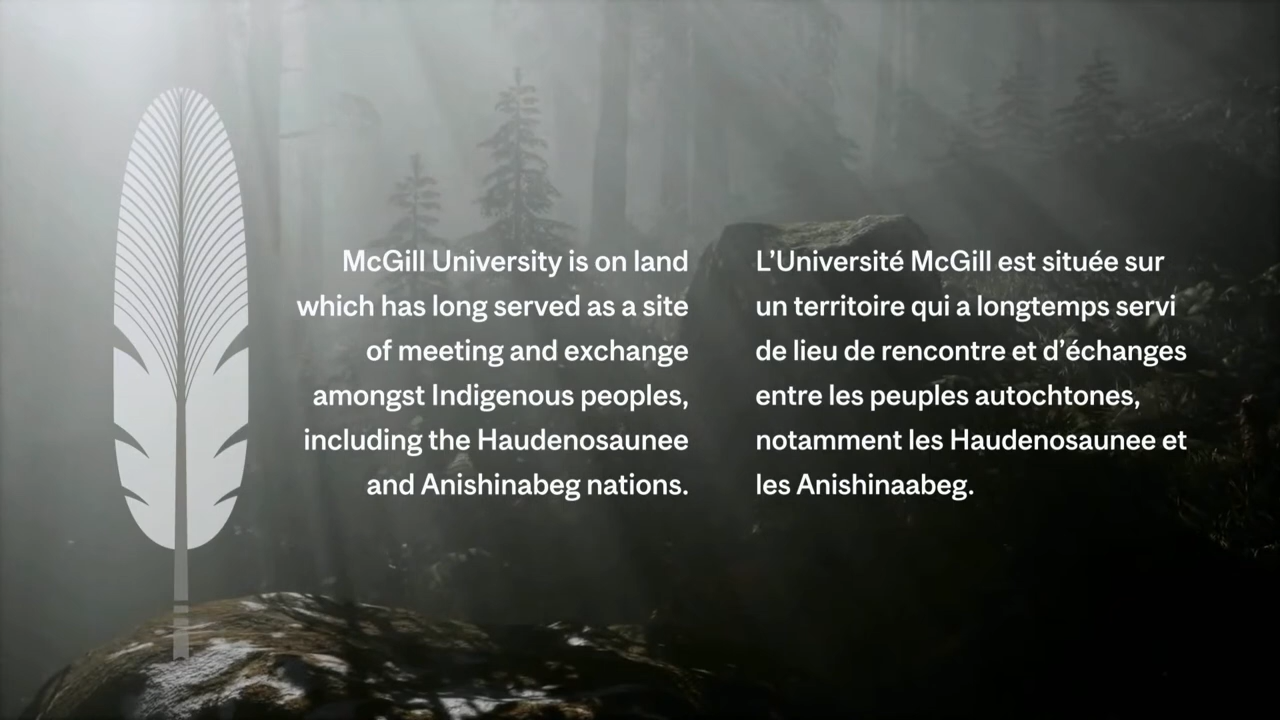 McGill University is on land
which has long served as a site
of meeting and exchange
amongst Indigenous peoples,
including the Haudenosaunee
and Anishinabeg nations.
L’Université McGill est située sur
un territoire qui a longtemps servi
de lieu de rencontre et d’échanges
entre les peuples autochtones,
notamment les Haudenosaunee et
les Anishinaabeg.